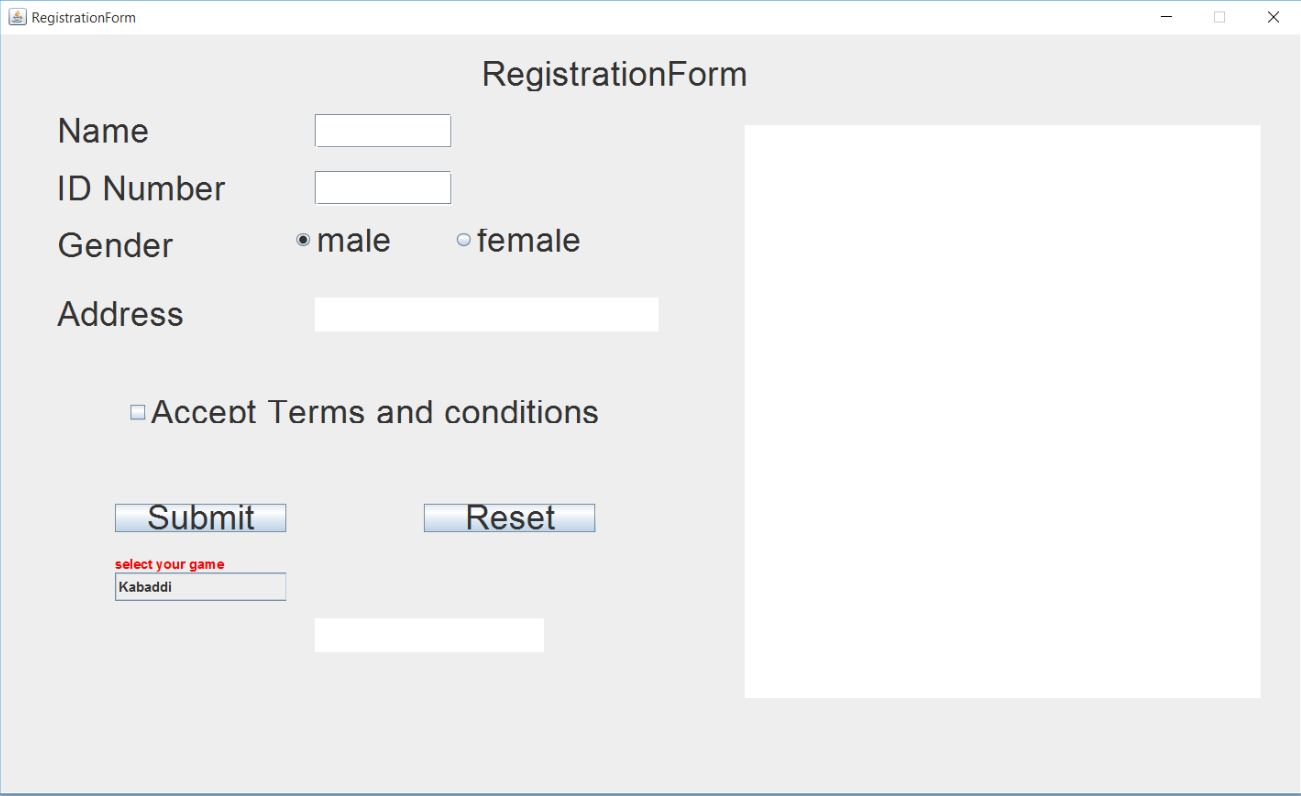 RegistrationForm
RegistrationForm
Name
ID Number
Gender
male female
Address
Accept Terms and conditions
Submit Reset
select your game
Kabaddi